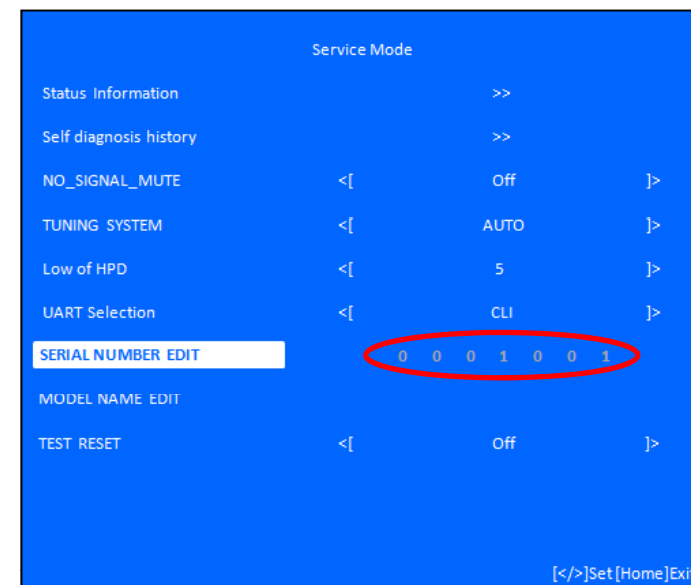 Service Mode
Status Information >>
Self diagnosis history >>
NO_SIGNAL_MUTE <[ Off ]>
TUNING SYSTEM <[ AUTO ]>
Low of HPD <[ 5 ]>
UART Selection <[ CLI ]>
SERIAL NUMBER EDIT 0 0 0 1 0 0 1
MODEL NAME EDIT
TEST RESET <[ Off ]>
[</>]Set[Home]Exi